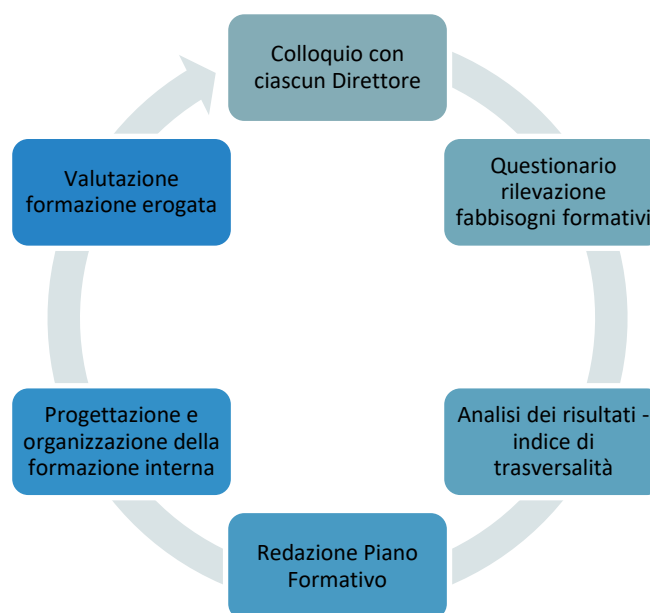 Colloquio con
ciascun Direttore
Questionario
rilevazione
fabbisogni formativi
Analisi dei risultati -
indice di
trasversalità
Redazione Piano
Formativo
Progettazione e
organizzazione della
formazione interna
Valutazione
formazione erogata